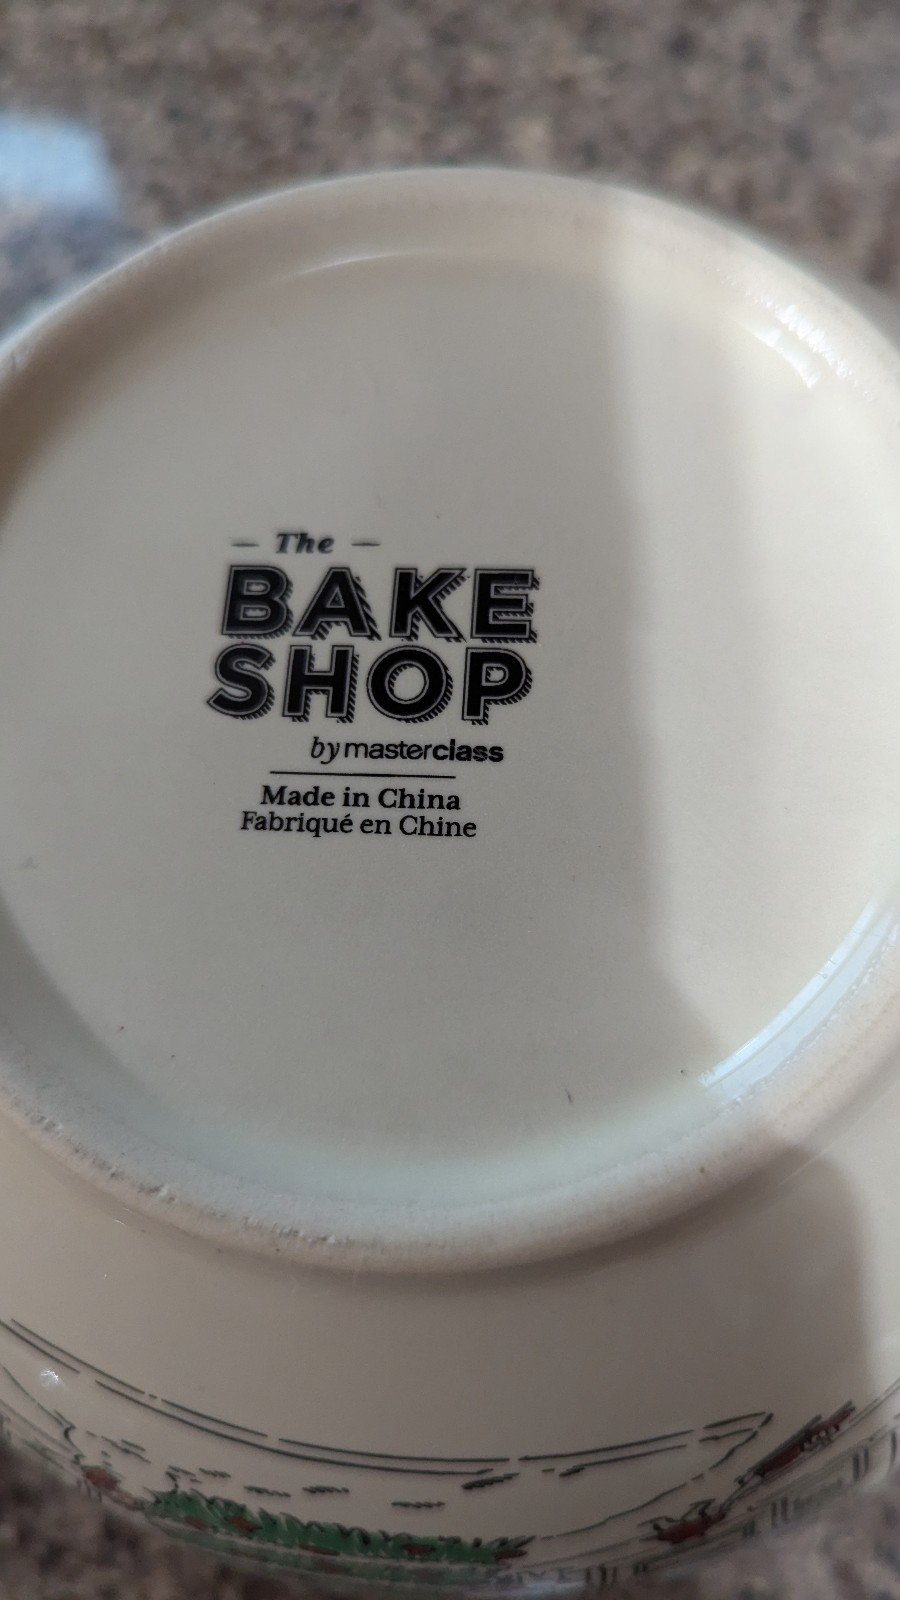 The
BAKE
SHOP
by masterclass
Made in China
Fabriqué en Chine